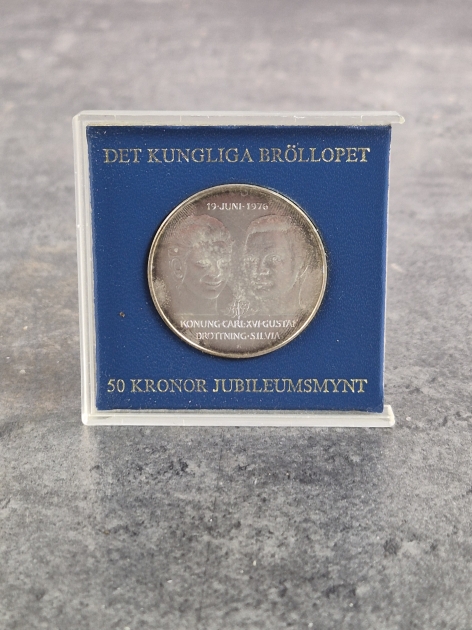 DET KUNGLIGA BRÖLLOPET
19·JUNI·1976
KONUNG·CARL·XVI·GUSTAF
DROTTNING·SILVIA
50 KRONOR JUBILEUMSMYNT